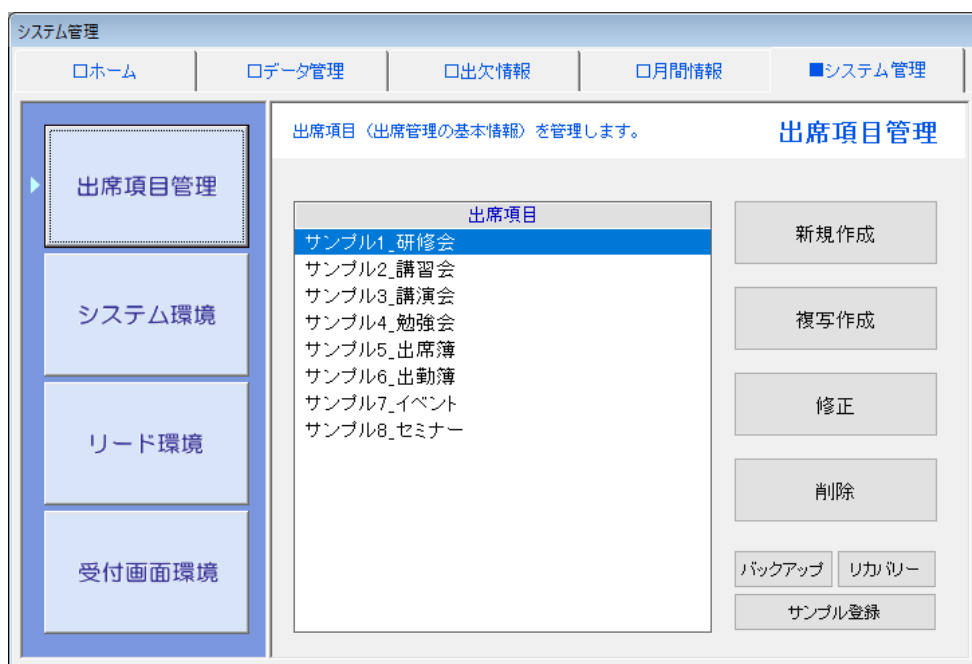 システム管理
□ホーム
□データ管理
□出欠情報
□月間情報
■システム管理
出席項目管理
システム環境
リード環境
受付画面環境
出席項目（出席管理の基本情報）を管理します。
出席項目管理
出席項目
サンプル1_研修会
サンプル2_講習会
サンプル3_講演会
サンプル4_勉強会
サンプル5_出席簿
サンプル6_出勤簿
サンプル7_イベント
サンプル8_セミナー
新規作成
複写作成
修正
削除
バックアップ
リカバリー
サンプル登録